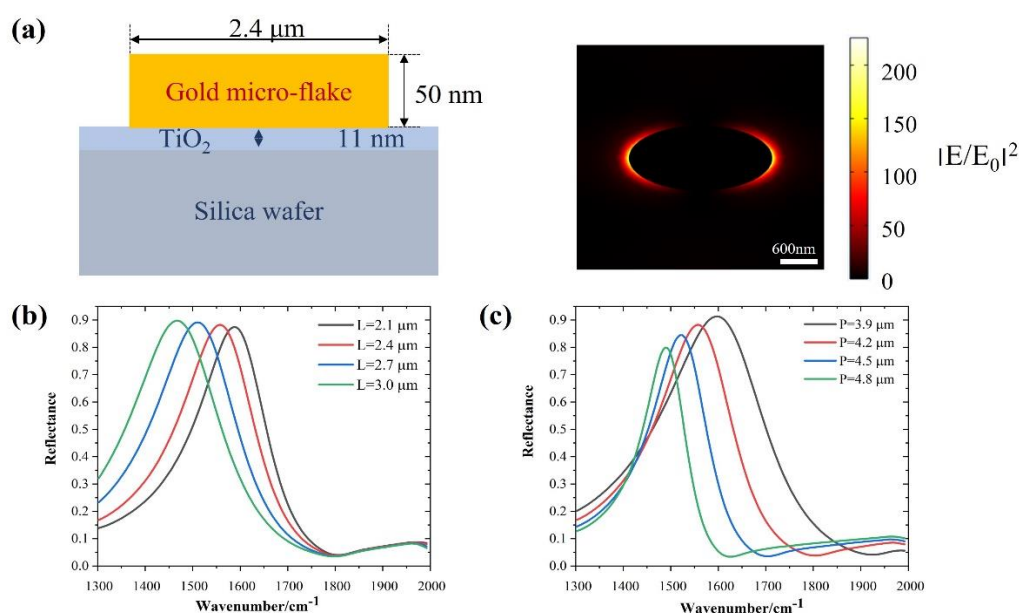 (a)
2.4 μm
Gold micro-flake
50 nm
TiO₂
11 nm
Silica wafer
200
150
100
50
0
|E/E₀|²
600nm
(b)
0.9
0.8
0.7
0.6
0.5
0.4
0.3
0.2
0.1
0.0
Reflectance
L=2.1 μm
L=2.4 μm
L=2.7 μm
L=3.0 μm
1300 1400 1500 1600 1700 1800 1900 2000
Wavenumber/cm⁻¹
(c)
0.9
0.8
0.7
0.6
0.5
0.4
0.3
0.2
0.1
0.0
Reflectance
P=3.9 μm
P=4.2 μm
P=4.5 μm
P=4.8 μm
1300 1400 1500 1600 1700 1800 1900 2000
Wavenumber/cm⁻¹